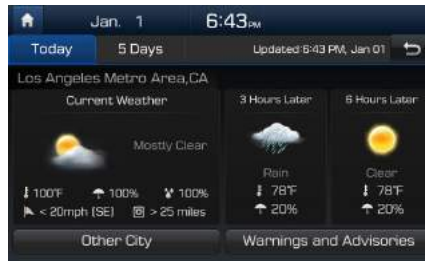 Jan. 1 6:43PM
Today 5 Days Updated:6:43 PM, Jan 01
Los Angeles Metro Area,CA
Current Weather 3 Hours Later 6 Hours Later
Mostly Clear
Rain Clear
100°F 100% 100% 78°F 78°F
< 20mph (SE) > 25 miles 20% 20%
Other City Warnings and Advisories